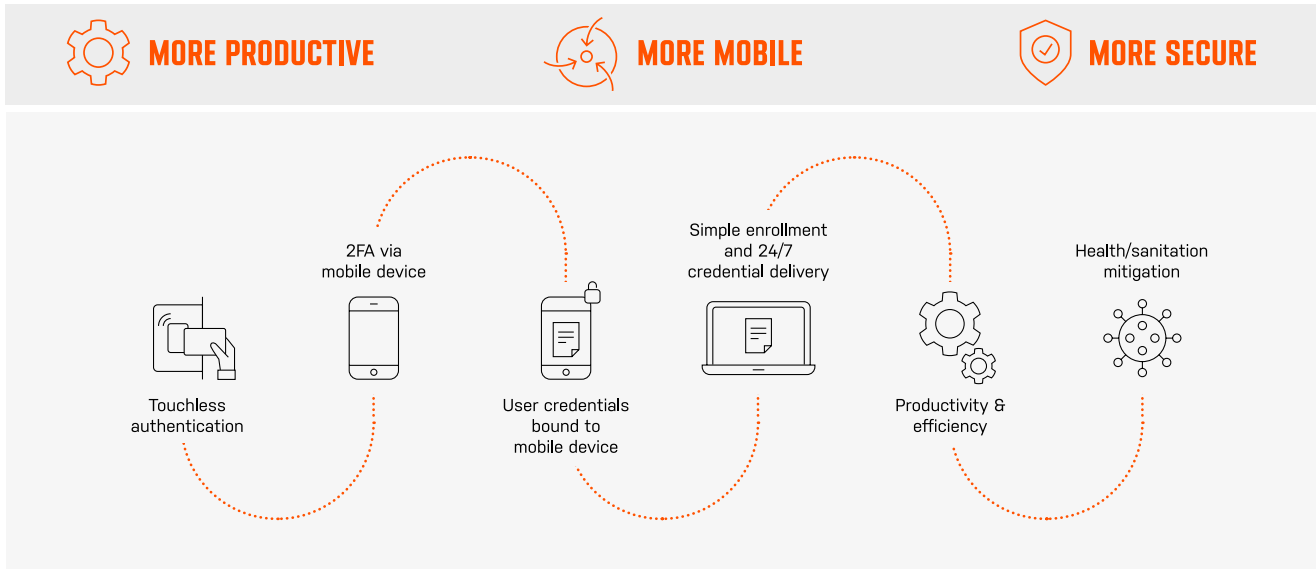 MORE PRODUCTIVE
MORE MOBILE
MORE SECURE
Touchless
authentication
2FA via
mobile device
User credentials
bound to
mobile device
Simple enrollment
and 24/7
credential delivery
Productivity &
efficiency
Health/sanitation
mitigation